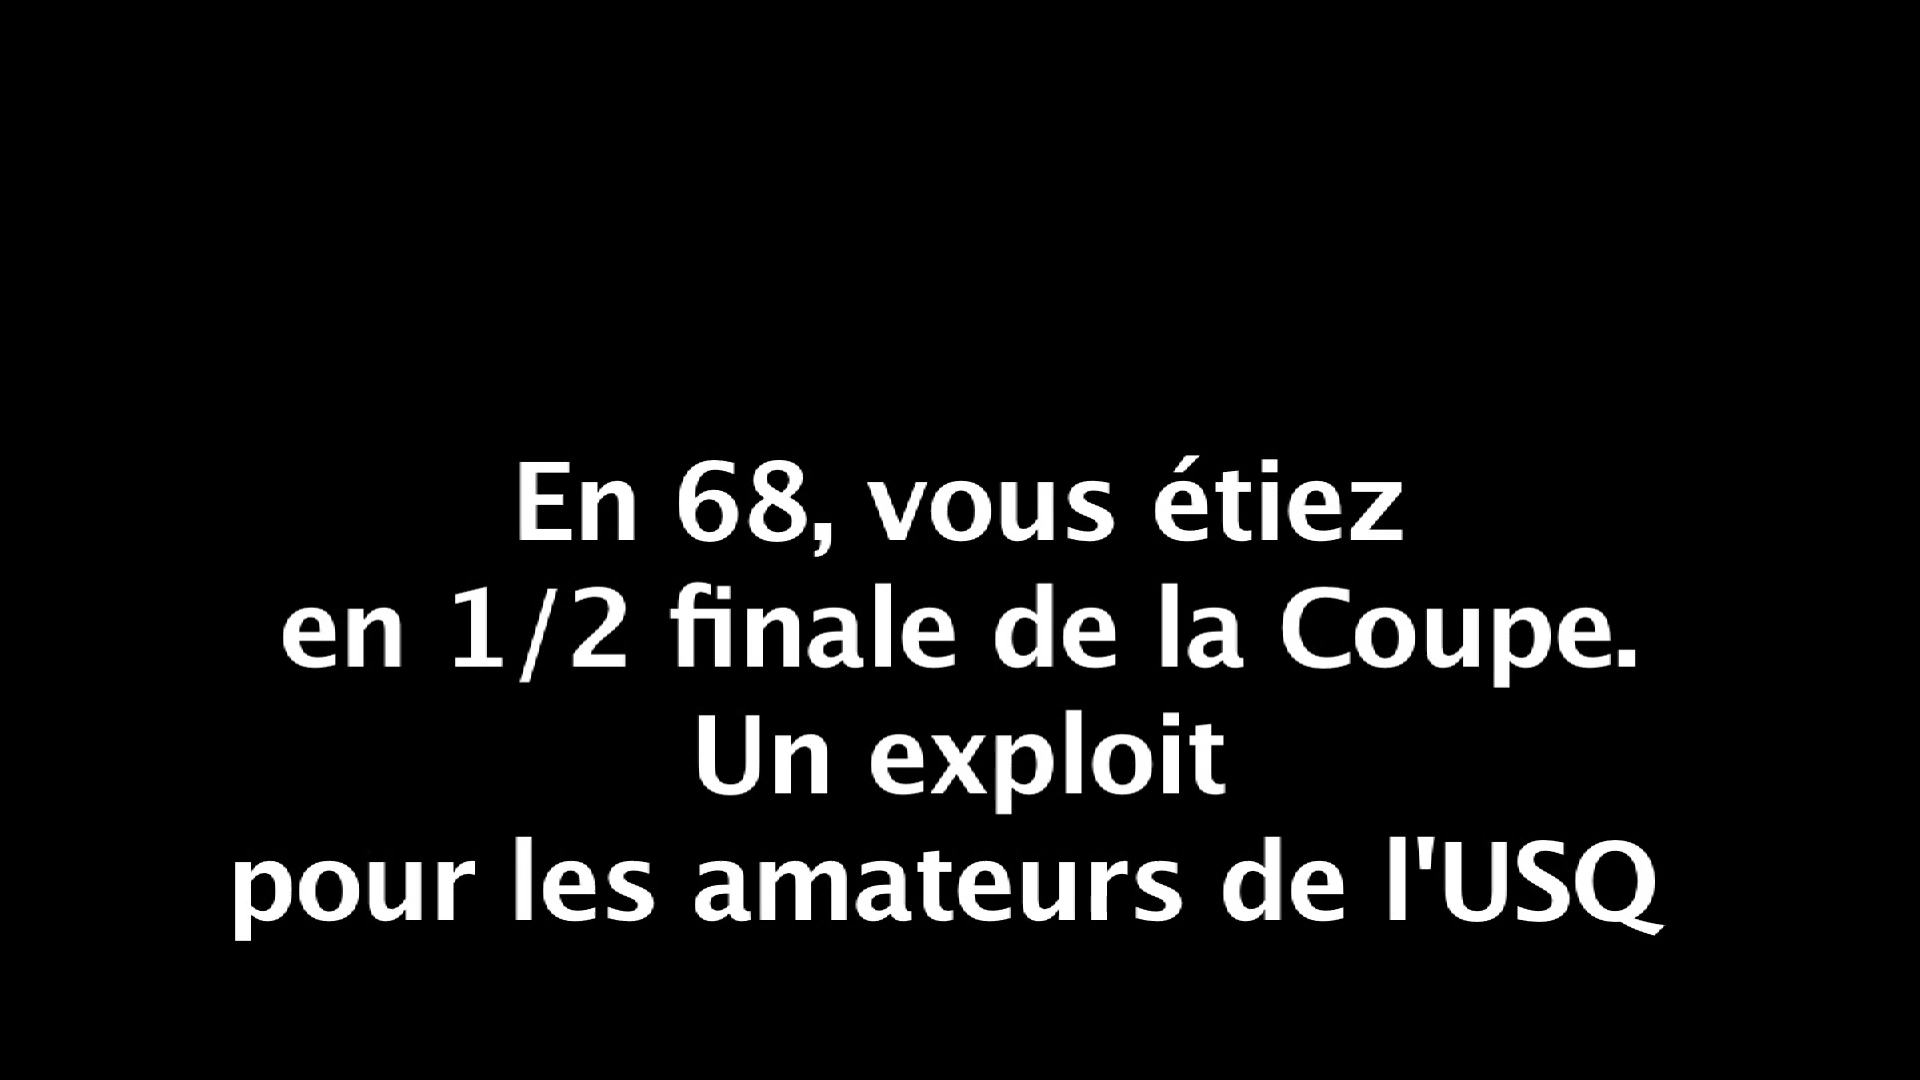 En 68, vous étiez
en 1/2 finale de la Coupe.
Un exploit
pour les amateurs de l'USQ